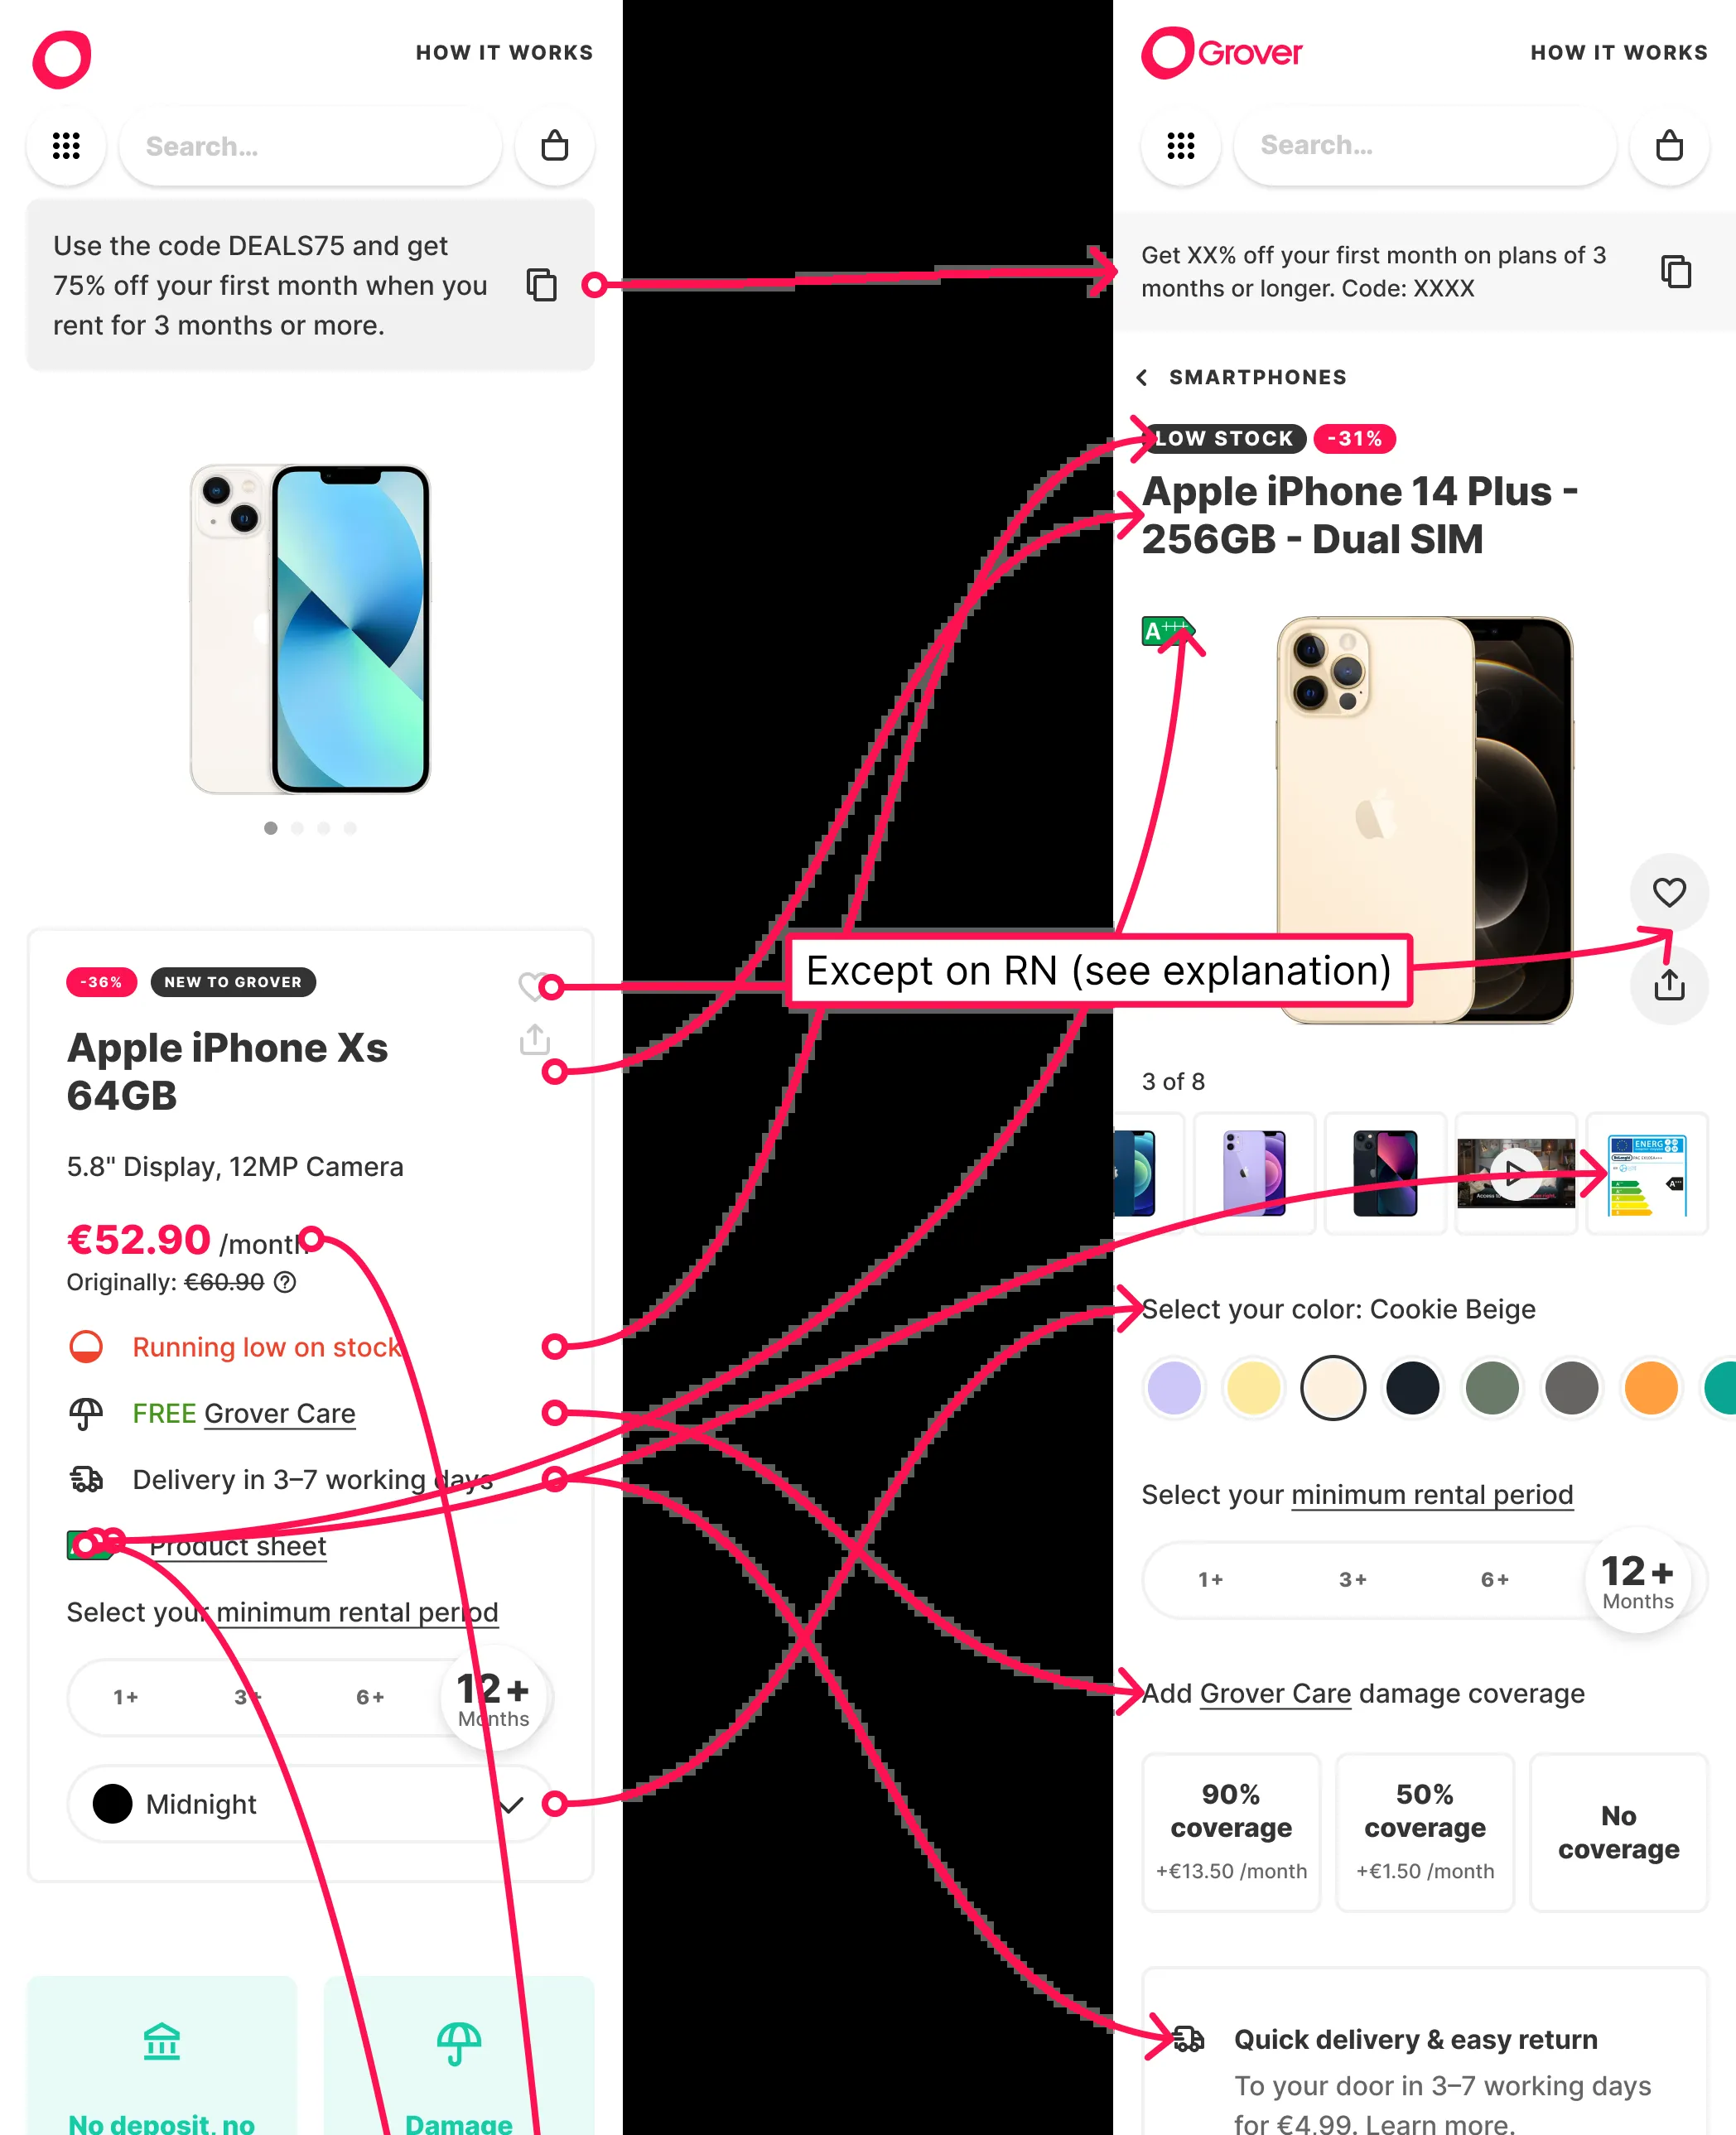 HOW IT WORKS
Search...
Use the code DEALS75 and get
75% off your first month when you
rent for 3 months or more.
-36%
NEW TO GROVER
Apple iPhone Xs
64GB
5.8" Display, 12MP Camera
€52.90 /month
Originally: €60.90
Running low on stock
FREE Grover Care
Delivery in 3–7 working days
Product sheet
Select your minimum rental period
1+ 3+ 6+ 12+
Months
Midnight
No deposit, no
Damage
Except on RN (see explanation)
Grover
HOW IT WORKS
Search...
Get XX% off your first month on plans of 3
months or longer. Code: XXXX
SMARTPHONES
LOW STOCK -31%
Apple iPhone 14 Plus -
256GB - Dual SIM
A+++
3 of 8
ENERG
Select your color: Cookie Beige
Select your minimum rental period
1+ 3+ 6+ 12+
Months
Add Grover Care damage coverage
90%
coverage
+€13.50 /month
50%
coverage
+€1.50 /month
No
coverage
Quick delivery & easy return
To your door in 3–7 working days
for €4.99. Learn more.